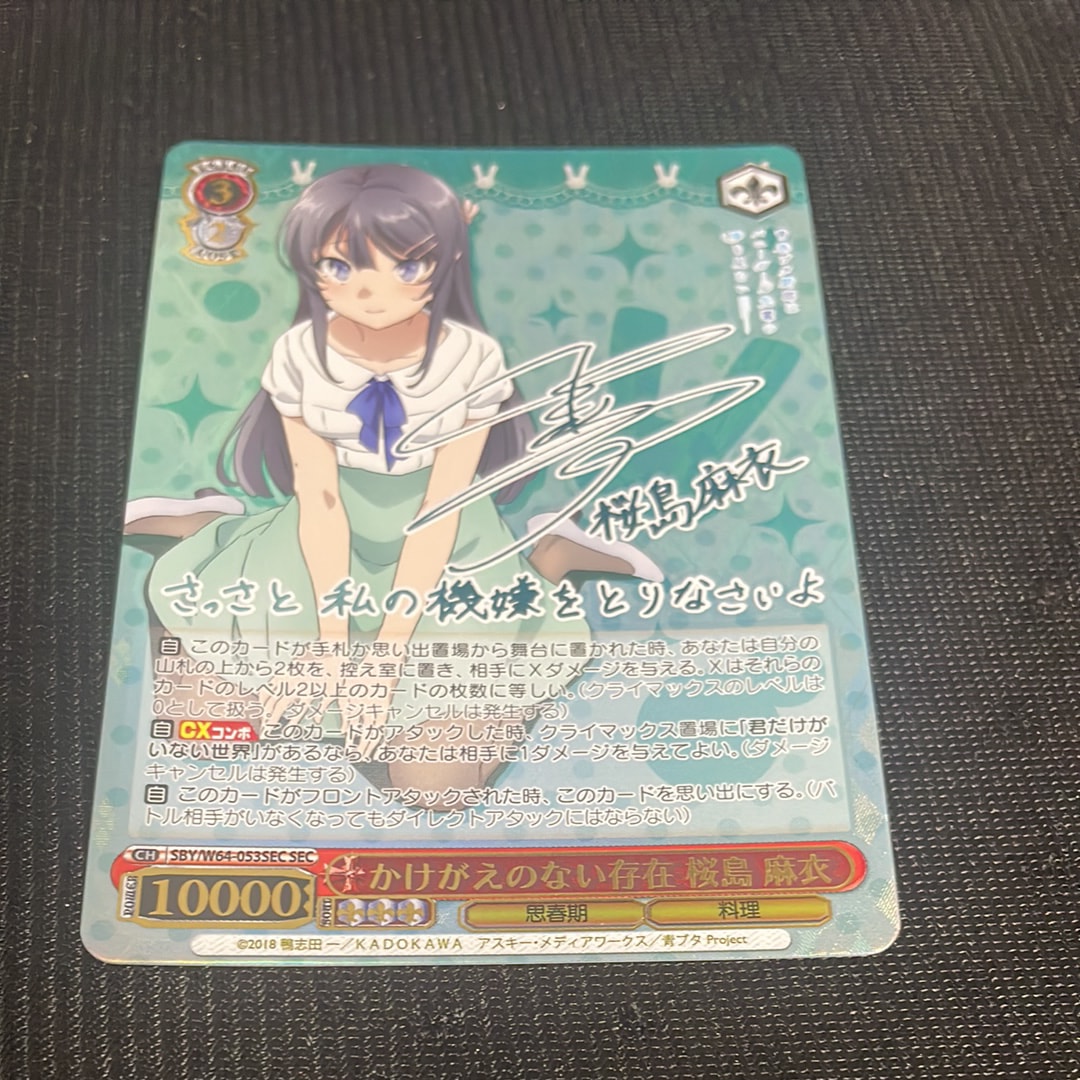 3
2
桜島麻衣
さっさと 私の機嫌をとりなさいよ
自 このカードが手札か思い出置場から舞台に置かれた時、あなたは自分の
山札の上から2枚を、控え室に置き、相手にXダメージを与える。Xはそれらの
カードのレベル2以上のカードの枚数に等しい。(クライマックスのレベルは
0として扱う。ダメージキャンセルは発生する)
自 CXコンボ このカードがアタックした時、クライマックス置場に「君だけが
いない世界」があるなら、あなたは相手に1ダメージを与えてよい。(ダメージ
キャンセルは発生する)
自 このカードがフロントアタックされた時、このカードを思い出にする。(バ
トル相手がいなくなってもダイレクトアタックにはならない)
CH SBY/W64-053SEC SEC
かけがえのない存在 桜島 麻衣
POWER 10000 SOUL 思春期 料理
©2018 鴨志田 一／KADOKAWA アスキー・メディアワークス／青ブタ Project